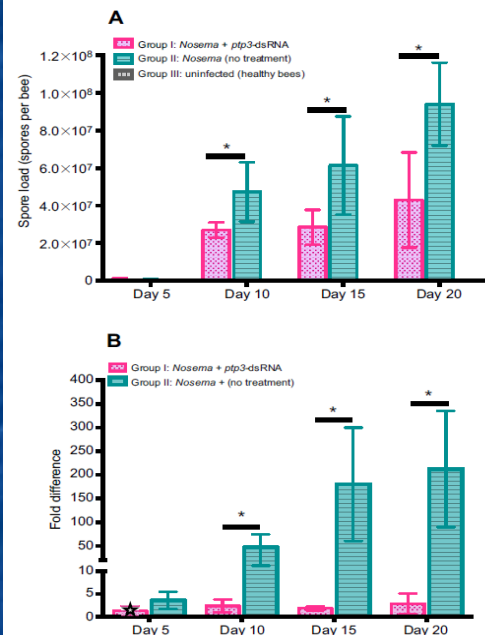 A
Group I: Nosema + ptp3-dsRNA
Group II: Nosema (no treatment)
Group III: uninfected (healthy bees)
Spore load (spores per bee)
1.2×10⁸
1.0×10⁸
8.0×10⁷
6.0×10⁷
4.0×10⁷
2.0×10⁷
0
*
*
*
Day 5 Day 10 Day 15 Day 20
B
Group I: Nosema + ptp3-dsRNA
Group II: Nosema + (no treatment)
Fold difference
400
350
300
250
200
150
100
50
10
5
0
*
*
*
Day 5 Day 10 Day 15 Day 20